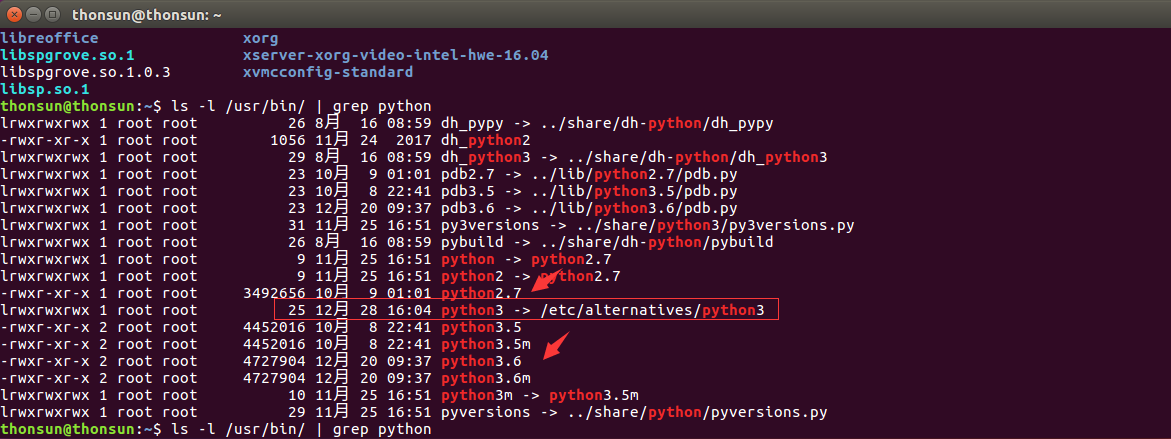 thonsun@thonsun: ~
libreoffice xorg
libspgrove.so.1 xserver-xorg-video-intel-hwe-16.04
libspgrove.so.1.0.3 xvmcconfig-standard
libsp.so.1
thonsun@thonsun:~$ ls -l /usr/bin/ | grep python
lrwxrwxrwx 1 root root 26 8月 16 08:59 dh_pypy -> ../share/dh-python/dh_pypy
-rwxr-xr-x 1 root root 1056 11月 24 2017 dh_python2
lrwxrwxrwx 1 root root 29 8月 16 08:59 dh_python3 -> ../share/dh-python/dh_python3
lrwxrwxrwx 1 root root 23 10月 9 01:01 pdb2.7 -> ../lib/python2.7/pdb.py
lrwxrwxrwx 1 root root 23 10月 8 22:41 pdb3.5 -> ../lib/python3.5/pdb.py
lrwxrwxrwx 1 root root 23 12月 20 09:37 pdb3.6 -> ../lib/python3.6/pdb.py
lrwxrwxrwx 1 root root 31 11月 25 16:51 py3versions -> ../share/python3/py3versions.py
lrwxrwxrwx 1 root root 26 8月 16 08:59 pybuild -> ../share/dh-python/pybuild
lrwxrwxrwx 1 root root 9 11月 25 16:51 python -> python2.7
lrwxrwxrwx 1 root root 9 11月 25 16:51 python2 -> python2.7
-rwxr-xr-x 1 root root 3492656 10月 9 01:01 python2.7
lrwxrwxrwx 1 root root 25 12月 28 16:04 python3 -> /etc/alternatives/python3
-rwxr-xr-x 2 root root 4452016 10月 8 22:41 python3.5
-rwxr-xr-x 2 root root 4452016 10月 8 22:41 python3.5m
-rwxr-xr-x 2 root root 4727904 12月 20 09:37 python3.6
-rwxr-xr-x 2 root root 4727904 12月 20 09:37 python3.6m
lrwxrwxrwx 1 root root 10 11月 25 16:51 python3m -> python3.5m
lrwxrwxrwx 1 root root 29 11月 25 16:51 pyversions -> ../share/python/pyversions.py
thonsun@thonsun:~$ ls -l /usr/bin/ | grep python